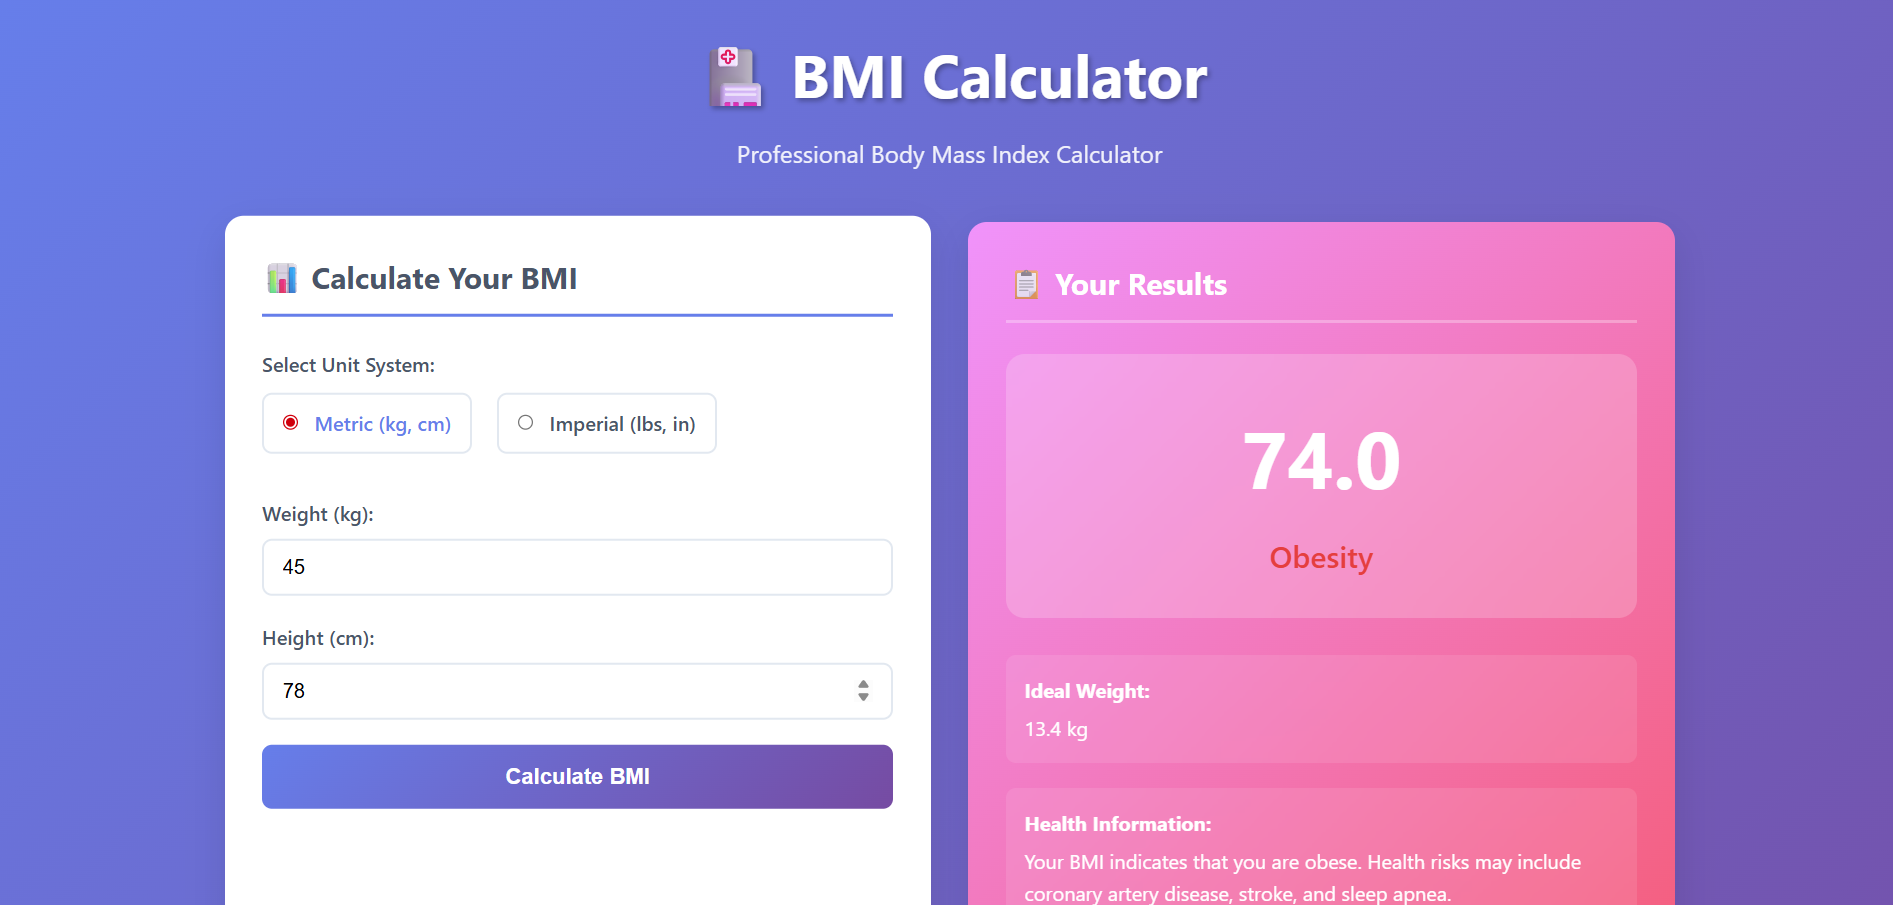 BMI Calculator
Professional Body Mass Index Calculator
Calculate Your BMI
Select Unit System:
Metric (kg, cm)
Imperial (lbs, in)
Weight (kg):
45
Height (cm):
78
Calculate BMI
Your Results
74.0
Obesity
Ideal Weight:
13.4 kg
Health Information:
Your BMI indicates that you are obese. Health risks may include
coronary artery disease, stroke, and sleep apnea.